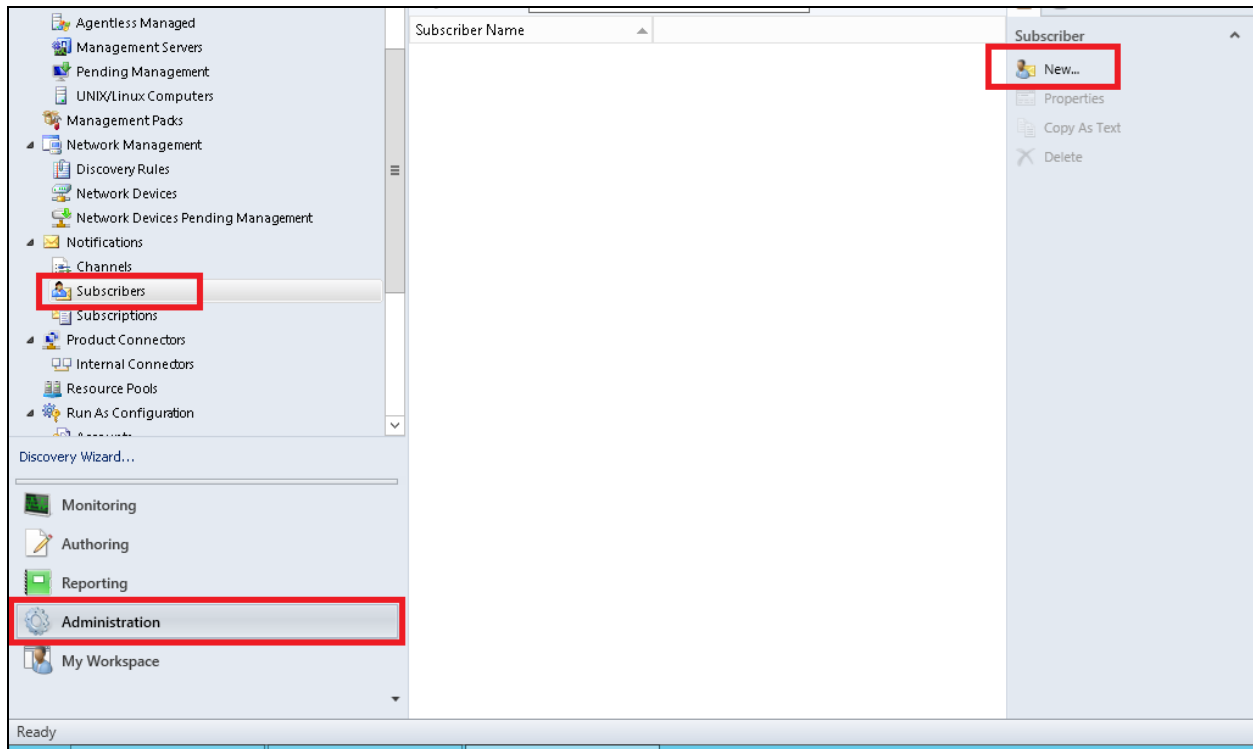 Agentless Managed
Management Servers
Pending Management
UNIX/Linux Computers
Management Packs
Network Management
Discovery Rules
Network Devices
Network Devices Pending Management
Notifications
Channels
Subscribers
Subscriptions
Product Connectors
Internal Connectors
Resource Pools
Run As Configuration
Discovery Wizard...
Monitoring
Authoring
Reporting
Administration
My Workspace
Subscriber Name
Subscriber
New...
Properties
Copy As Text
Delete
Ready